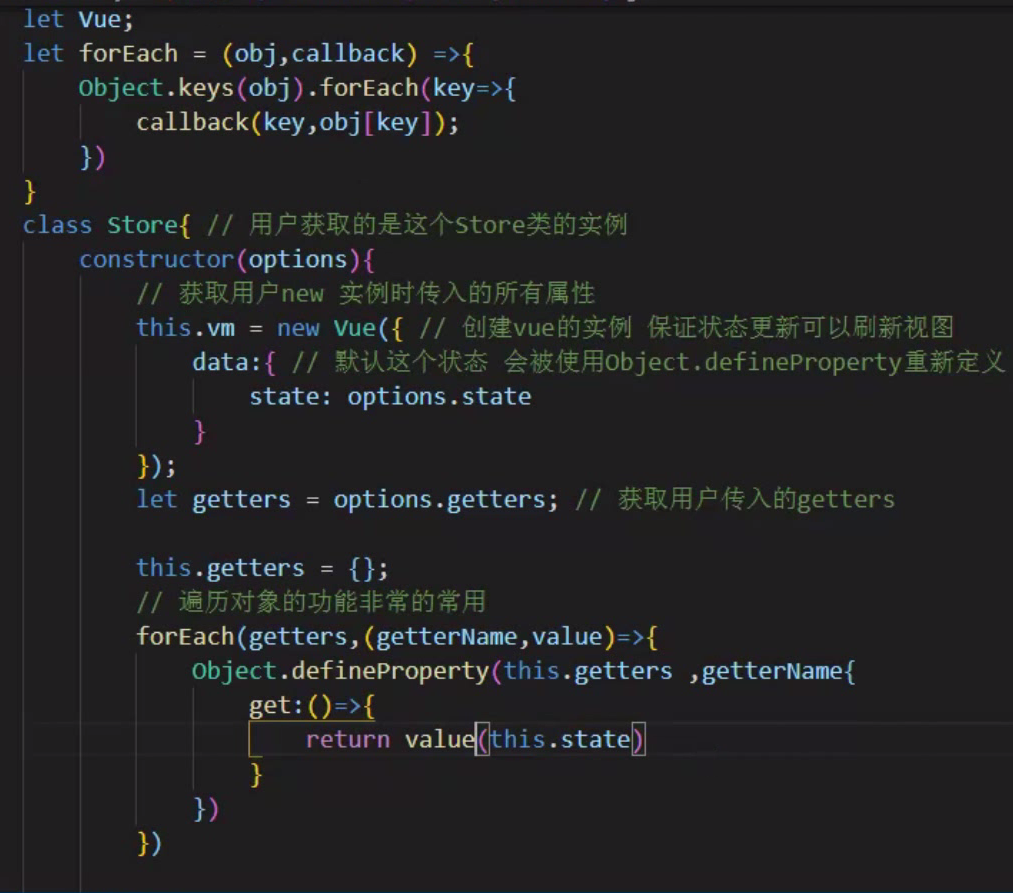 let Vue;
let forEach = (obj,callback) =>{
    Object.keys(obj).forEach(key=>{
        callback(key,obj[key]);
    })
}
class Store{ // 用户获取的是这个Store类的实例
    constructor(options){
        // 获取用户new 实例时传入的所有属性
        this.vm = new Vue({ // 创建vue的实例 保证状态更新可以刷新视图
            data:{ // 默认这个状态 会被使用Object.defineProperty重新定义
                state: options.state
            }
        });
        let getters = options.getters; // 获取用户传入的getters
        this.getters = {};
        // 遍历对象的功能非常的常用
        forEach(getters,(getterName,value)=>{
            Object.defineProperty(this.getters ,getterName{
                get:()=>{
                    return value(this.state)
                }
            })
        })